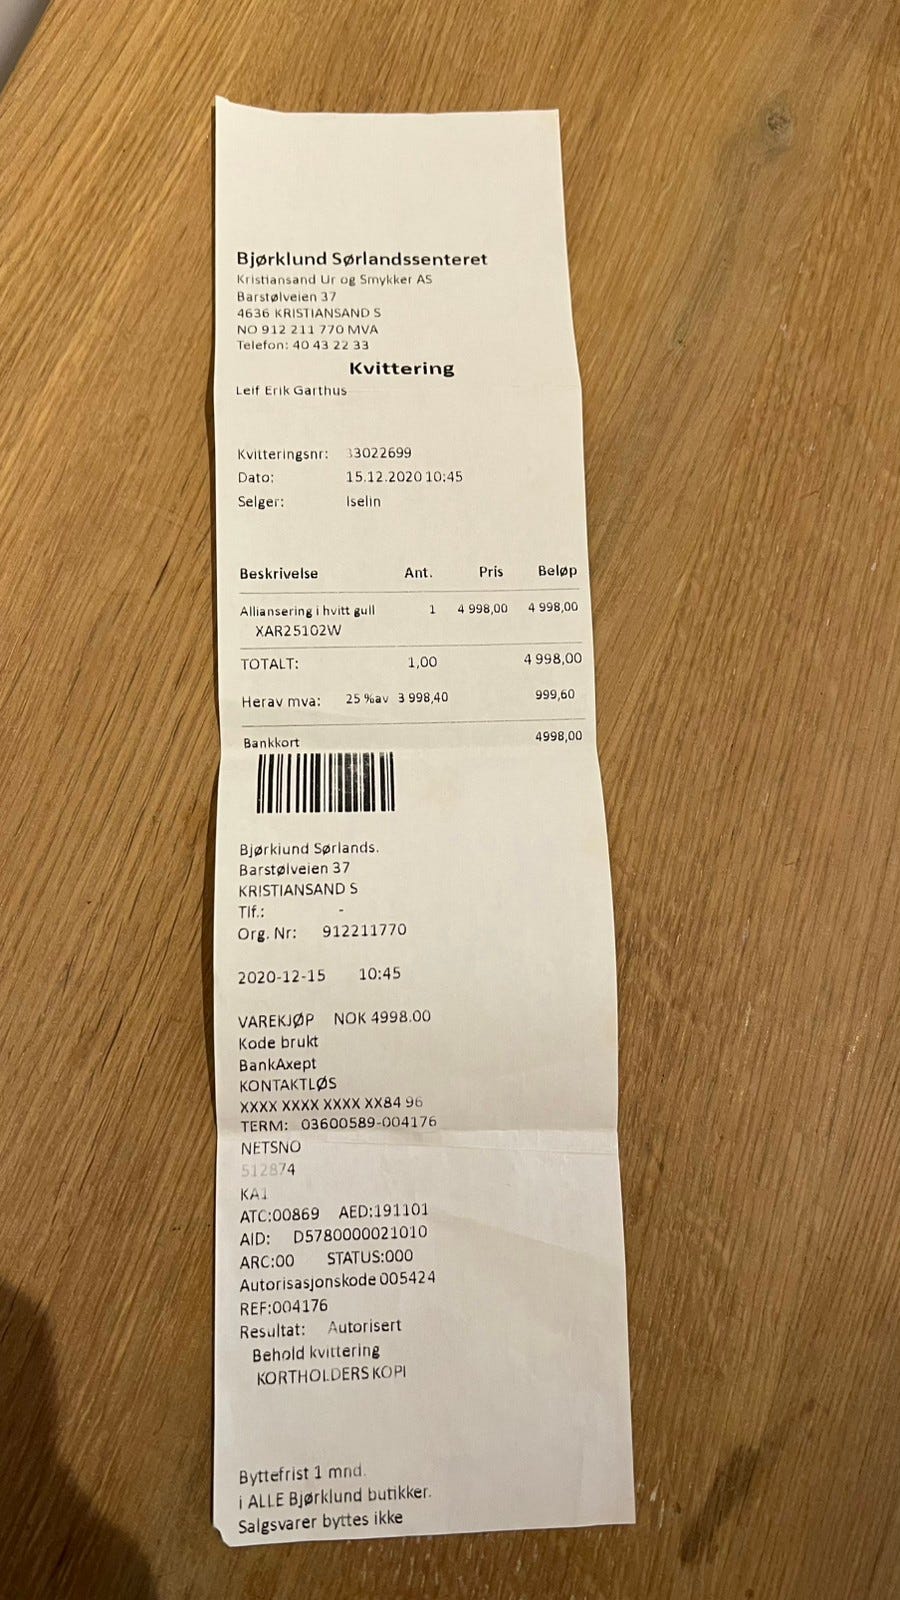 Bjørklund Sørlandssenteret
Kristiansand Ur og Smykker AS
Barstølveien 37
4636 KRISTIANSAND S
NO 912 211 770 MVA
Telefon: 40 43 22 33
Kvittering
Leif Erik Garthus
Kvitteringsnr: 33022699
Dato: 15.12.2020 10:45
Selger: Iselin
Beskrivelse Ant. Pris Beløp
Alliansering i hvitt gull 1 4 998,00 4 998,00
XAR25102W
TOTALT: 1,00 4 998,00
Herav mva: 25 %av 3 998,40 999,60
Bankkort 4998,00
Bjørklund Sørlands.
Barstølveien 37
KRISTIANSAND S
Tlf.: -
Org. Nr: 912211770
2020-12-15 10:45
VAREKJØP NOK 4998.00
Kode brukt
BankAxept
KONTAKTLØS
XXXX XXXX XXXX XX84 96
TERM: 03600589-004176
NETSNO
512874
KA1
ATC:00869 AED:191101
AID: D5780000021010
ARC:00 STATUS:000
Autorisasjonskode 005424
REF:004176
Resultat: Autorisert
Behold kvittering
KORTHOLDERS KOPI
Byttefrist 1 mnd.
i ALLE Bjørklund butikker.
Salgsvarer byttes ikke